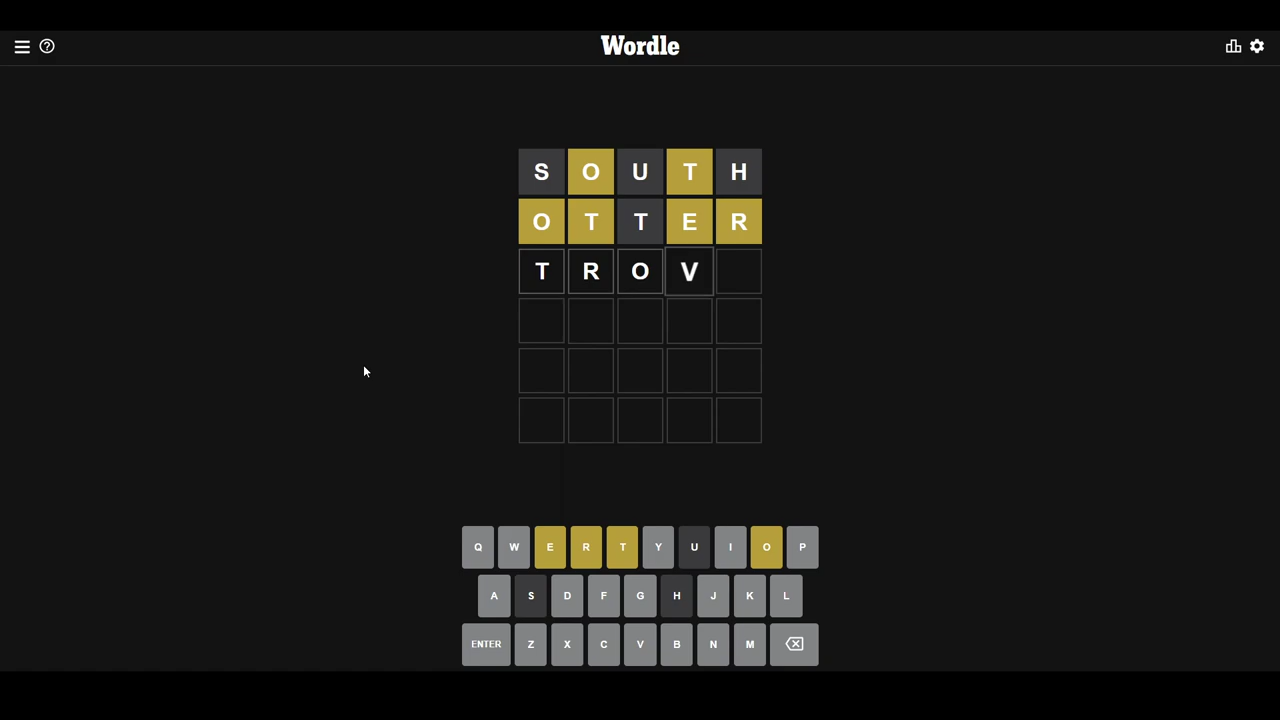 Wordle
S O U T H
O T T E R
T R O V
Q W E R T Y U I O P
A S D F G H J K L
ENTER Z X C V B N M